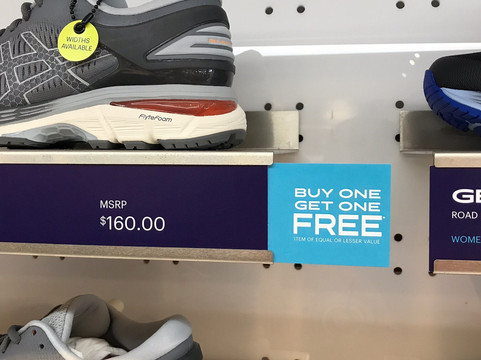 WIDTHS
AVAILABLE
FlyteFoam
MSRP
$160.00
BUY ONE
GET ONE
FREE*
ITEM OF EQUAL OR LESSER VALUE
GE
ROAD
WOME